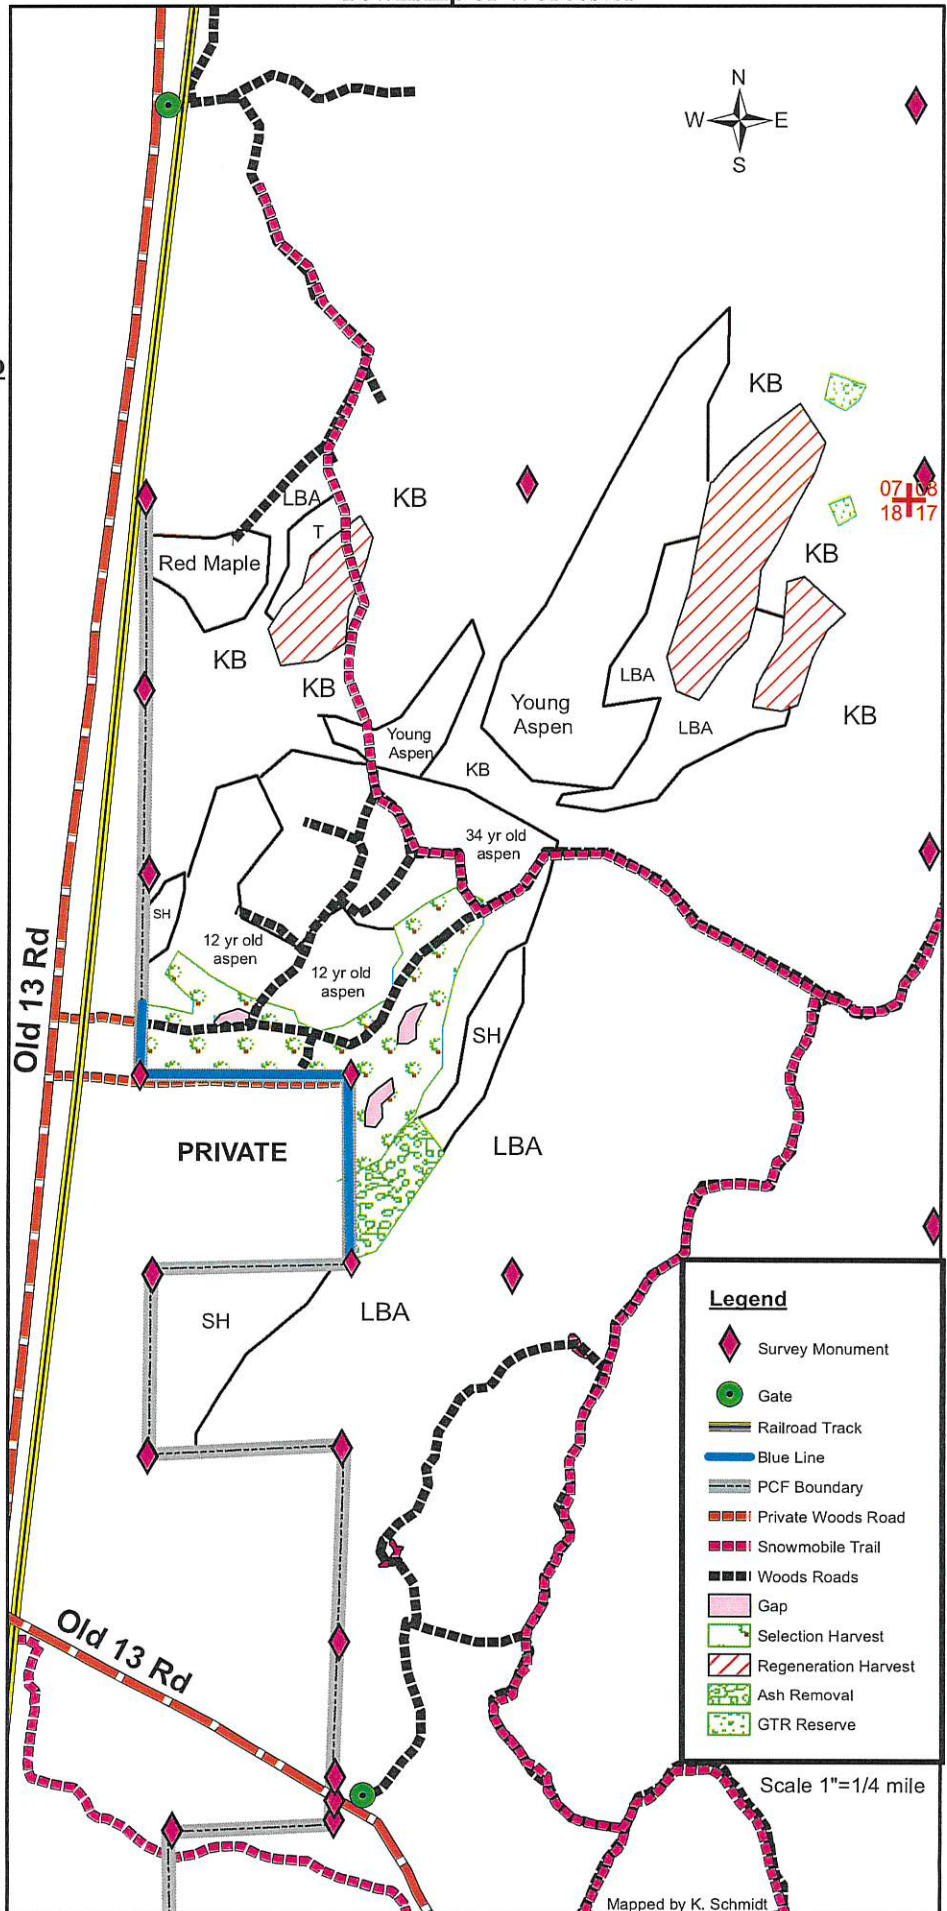 N
W E
S
KB
07 08
18 17
LBA
KB
T
Red Maple
KB
KB
KB
LBA
Young
Aspen
LBA
KB
Young
Aspen
KB
34 yr old
aspen
SH
12 yr old
aspen
12 yr old
aspen
Old 13 Rd
SH
PRIVATE
LBA
SH
LBA
Legend
Survey Monument
Gate
Railroad Track
Blue Line
PCF Boundary
Private Woods Road
Snowmobile Trail
Woods Roads
Gap
Selection Harvest
Regeneration Harvest
Ash Removal
GTR Reserve
Old 13 Rd
Scale 1"=1/4 mile
Mapped by K. Schmidt